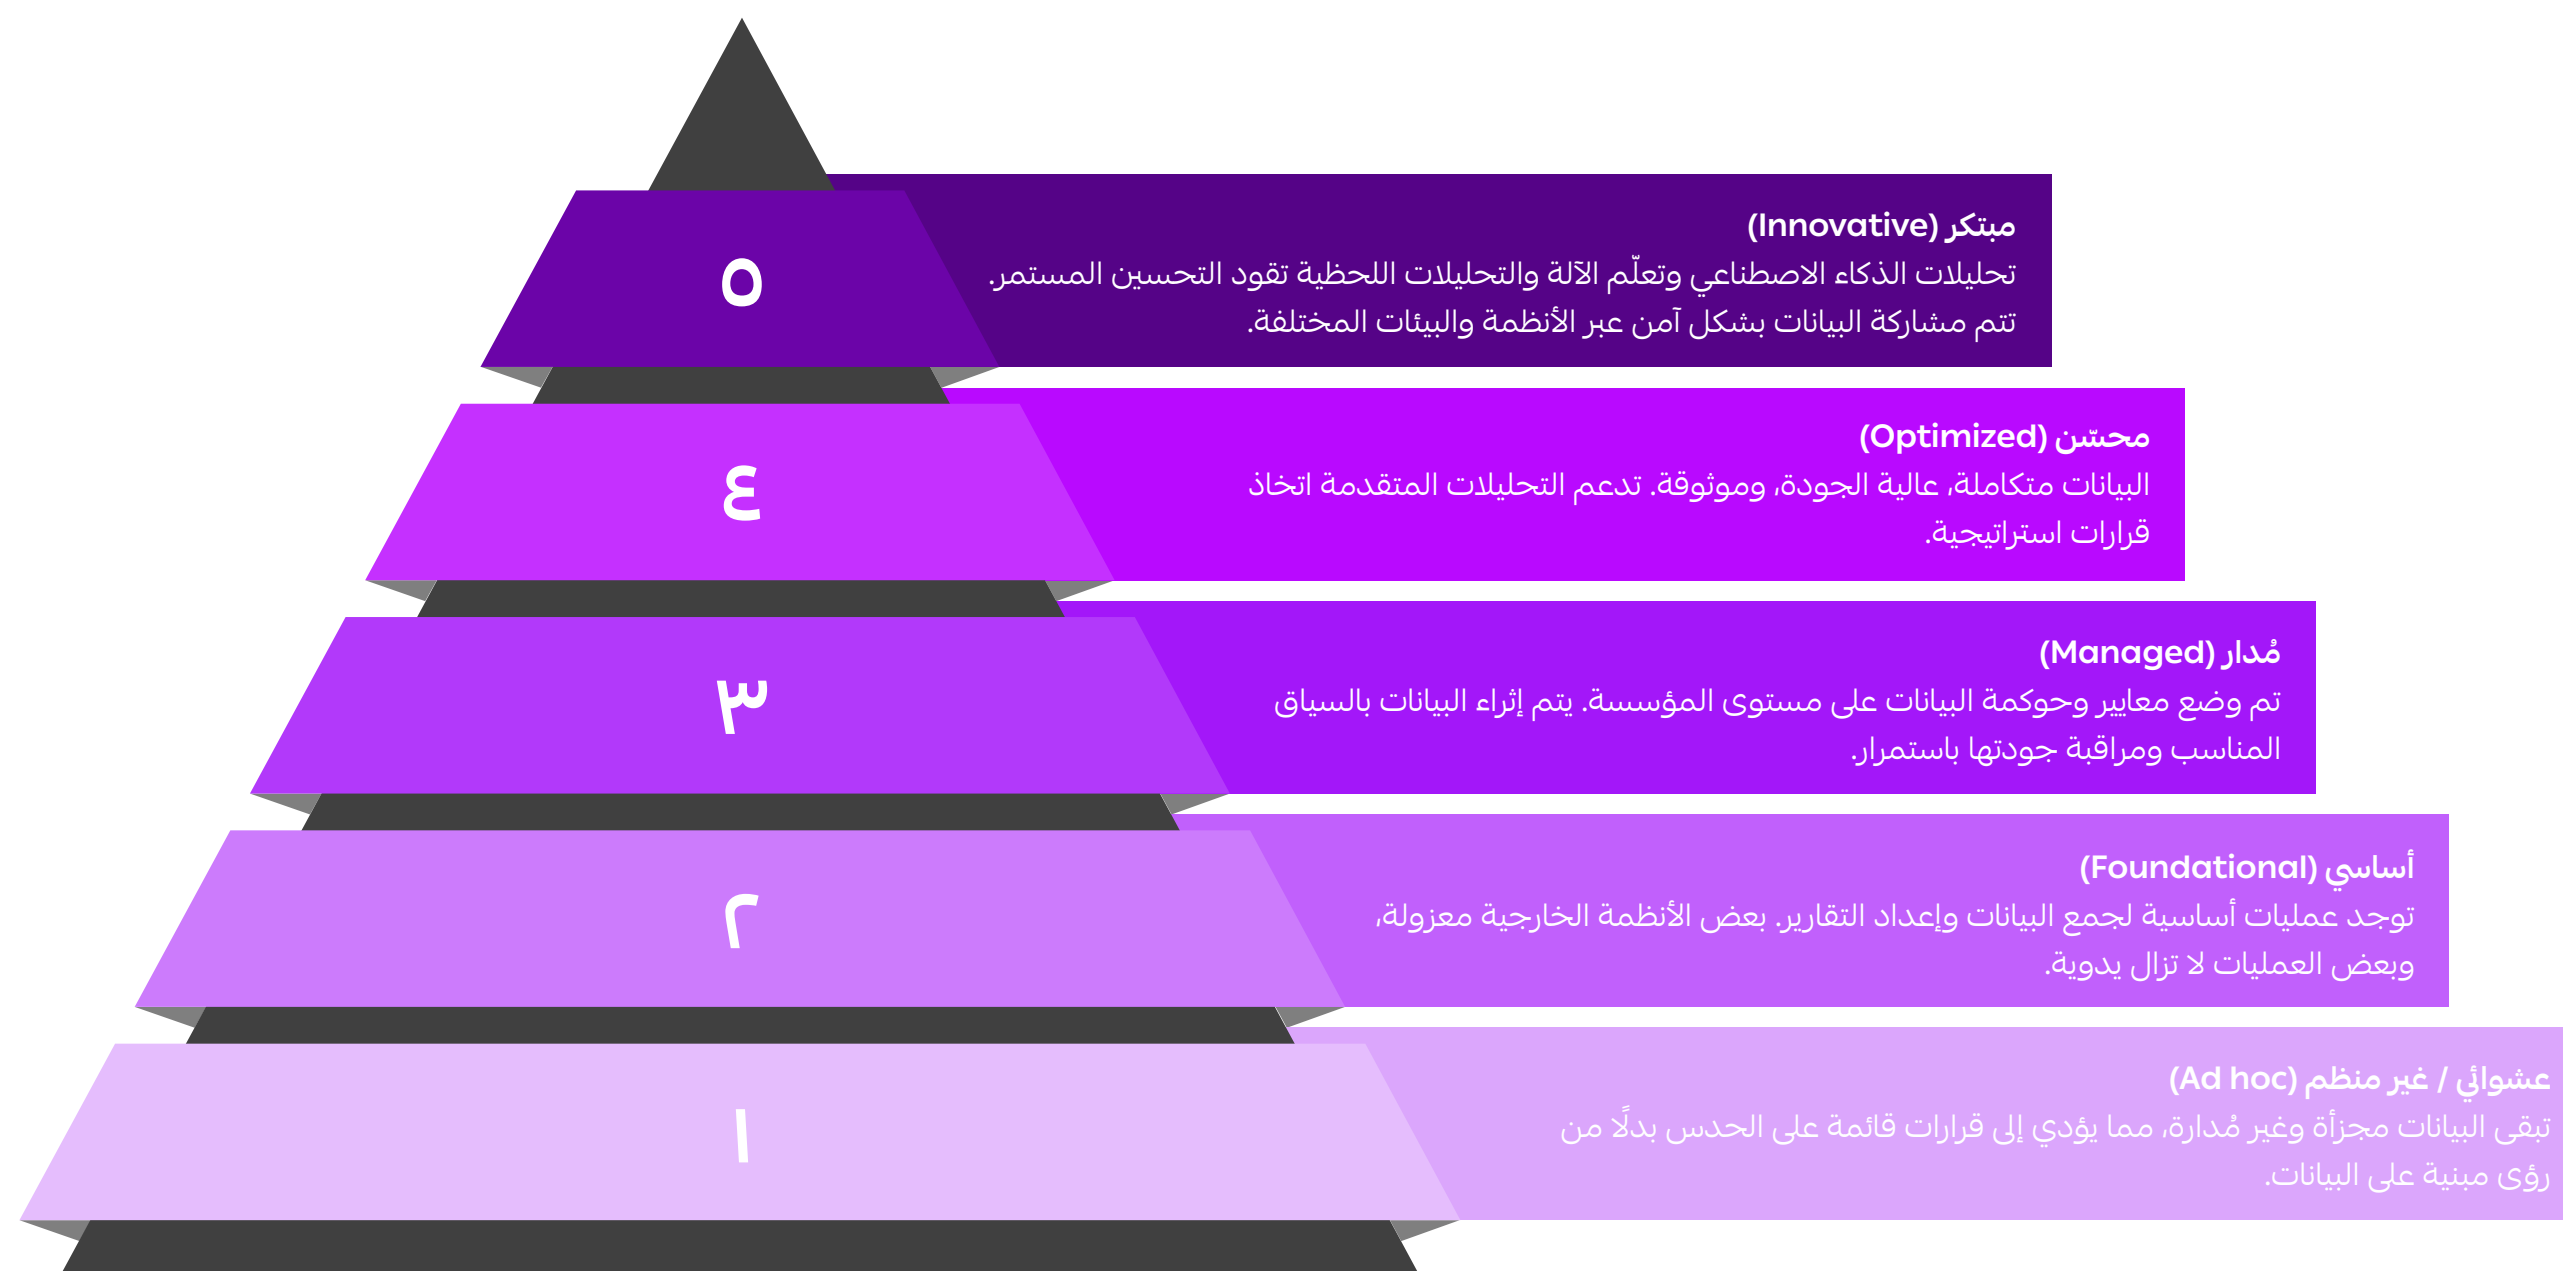 ٥
مبتكر (Innovative)
تحليلات الذكاء الاصطناعي وتعلّم الآلة والتحليلات اللحظية تقود التحسين المستمر.
تتم مشاركة البيانات بشكل آمن عبر الأنظمة والبيئات المختلفة.
٤
محسّن (Optimized)
البيانات متكاملة، عالية الجودة، وموثوقة. تدعم التحليلات المتقدمة اتخاذ
قرارات استراتيجية.
٣
مُدار (Managed)
تم وضع معايير وحوكمة البيانات على مستوى المؤسسة. يتم إثراء البيانات بالسياق
المناسب ومراقبة جودتها باستمرار.
٢
أساسي (Foundational)
توجد عمليات أساسية لجمع البيانات وإعداد التقارير. بعض الأنظمة الخارجية معزولة،
وبعض العمليات لا تزال يدوية.
١
عشوائي / غير منظم (Ad hoc)
تبقى البيانات مجزأة وغير مُدارة، مما يؤدي إلى قرارات قائمة على الحدس بدلًا من
رؤى مبنية على البيانات.